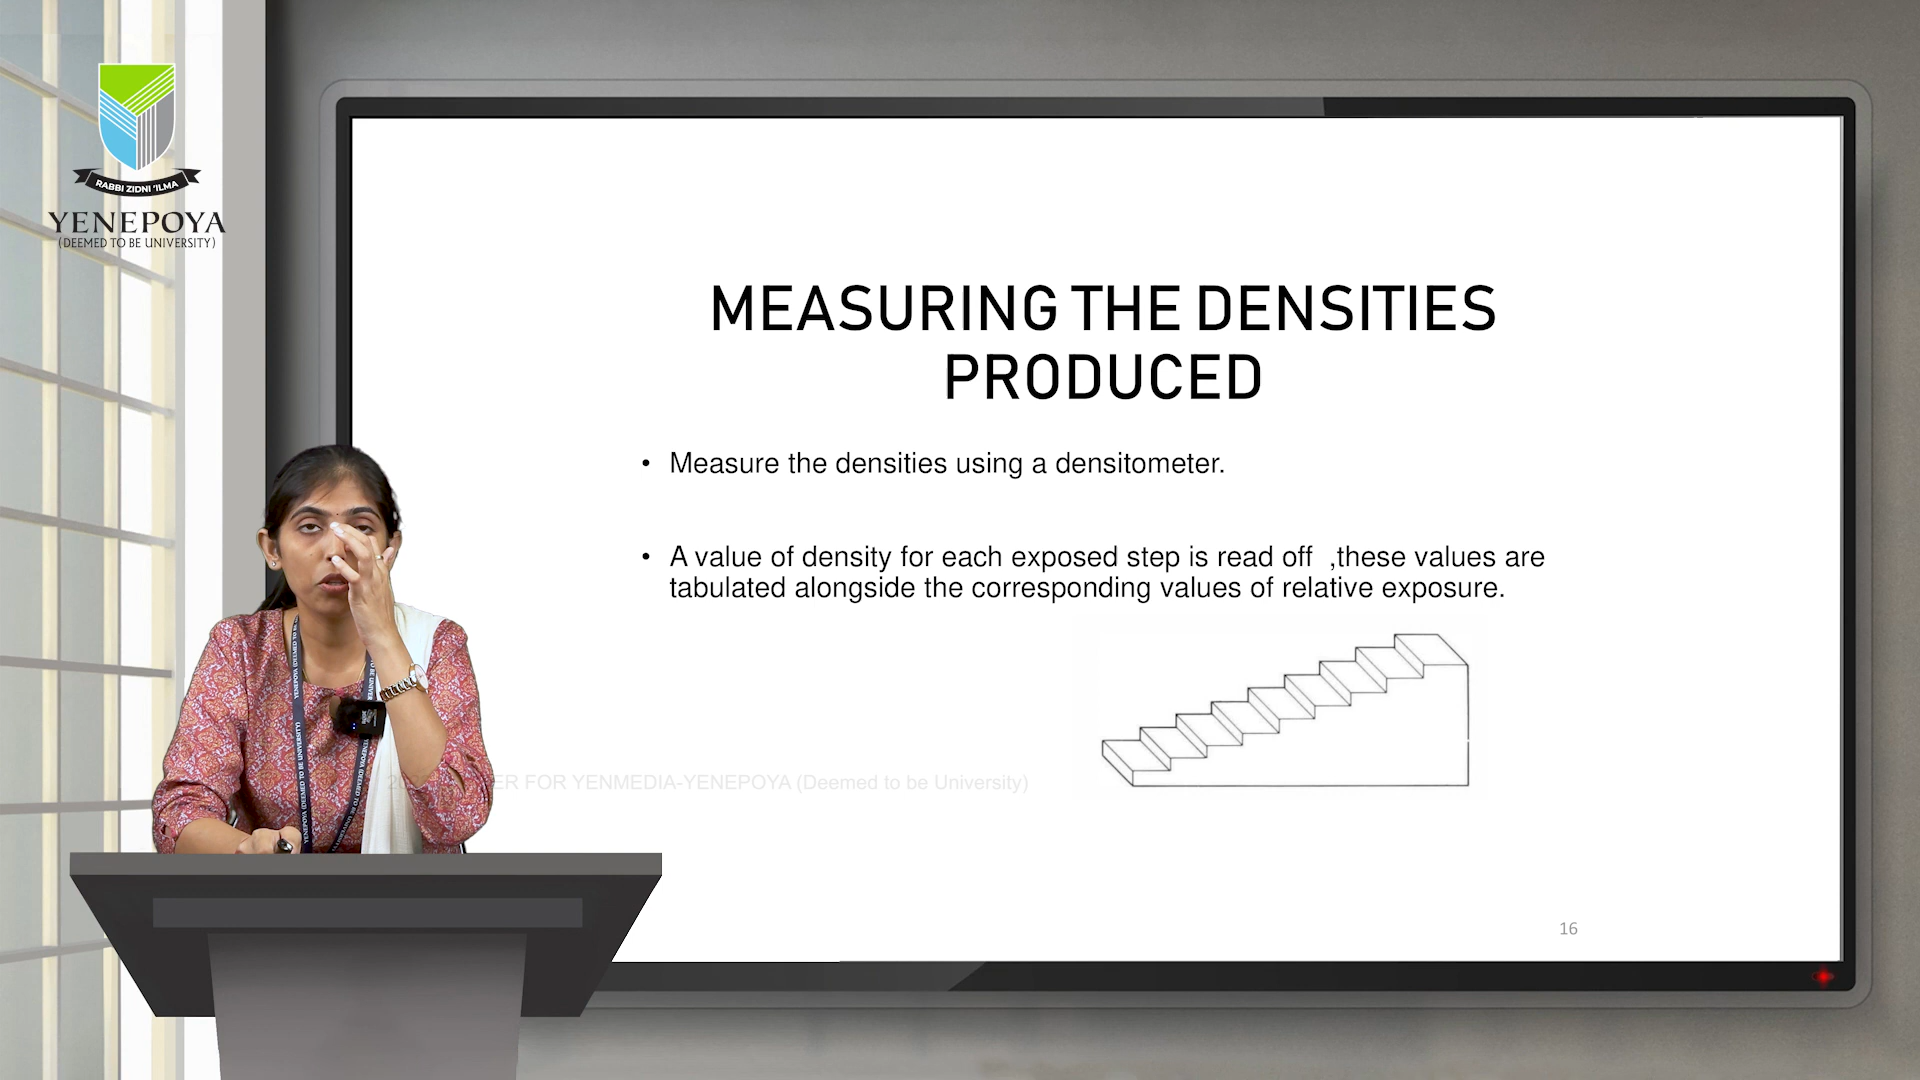 RABBI ZIDNI 'ILMA
YENEPOYA
(DEEMED TO BE UNIVERSITY)
MEASURING THE DENSITIES
PRODUCED
• Measure the densities using a densitometer.
• A value of density for each exposed step is read off ,these values are
tabulated alongside the corresponding values of relative exposure.
FOR YENMEDIA-YENEPOYA (Deemed to be University)
16